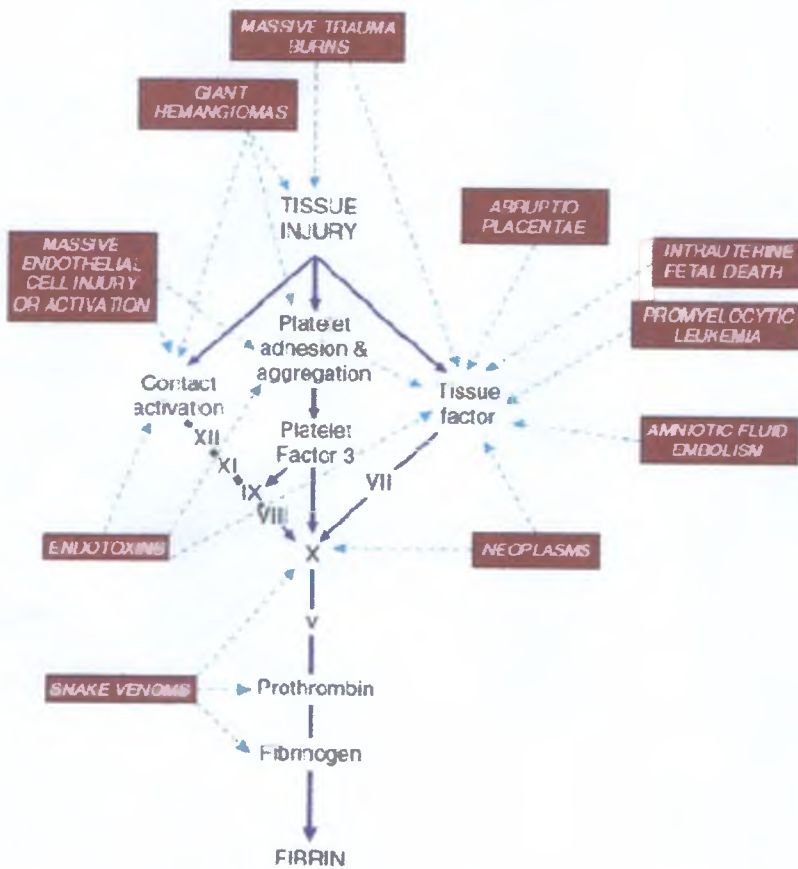 MASSIVE TRAUMA
BURNS
GIANT
HEMANGIOMAS
TISSUE
INJURY
ABRUPTIO
PLACENTAE
MASSIVE
ENDOTHELIAL
CELL INJURY
OR ACTIVATION
INTRAUTERINE
FETAL DEATH
PROMYELOCYTIC
LEUKEMIA
Platelet
adhesion &
aggregation
Contact
activation
Tissue
factor
Platelet
Factor 3
AMNIOTIC FLUID
EMBOLISM
XII
XI
IX
VIII
VII
ENDOTOXINS
X
NEOPLASMS
V
SNAKE VENOMS
Prothrombin
Fibrinogen
FIBRIN